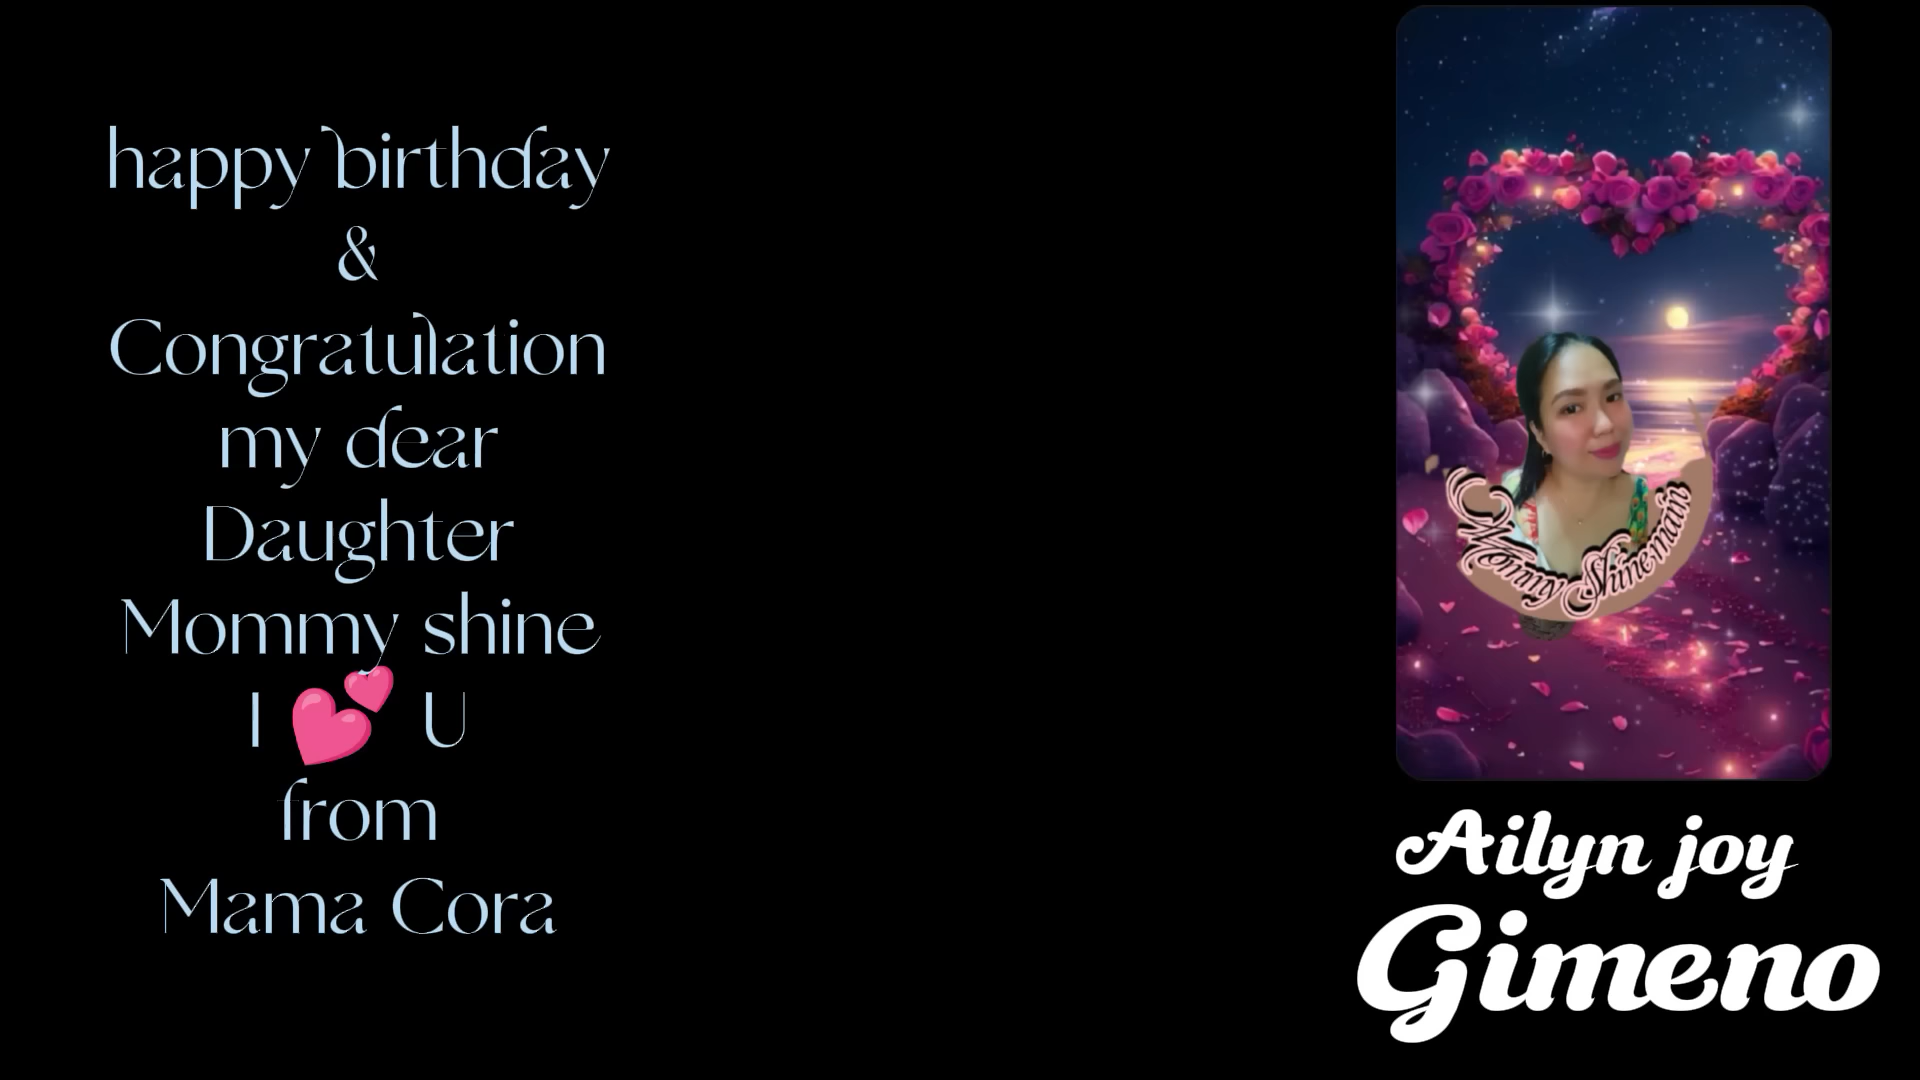 happy birthday
&
Congratulation
my dear
Daughter
Mommy shine
I 💕 U
from
Mama Cora
Mommy Shinemain
Ailyn joy
Gimeno